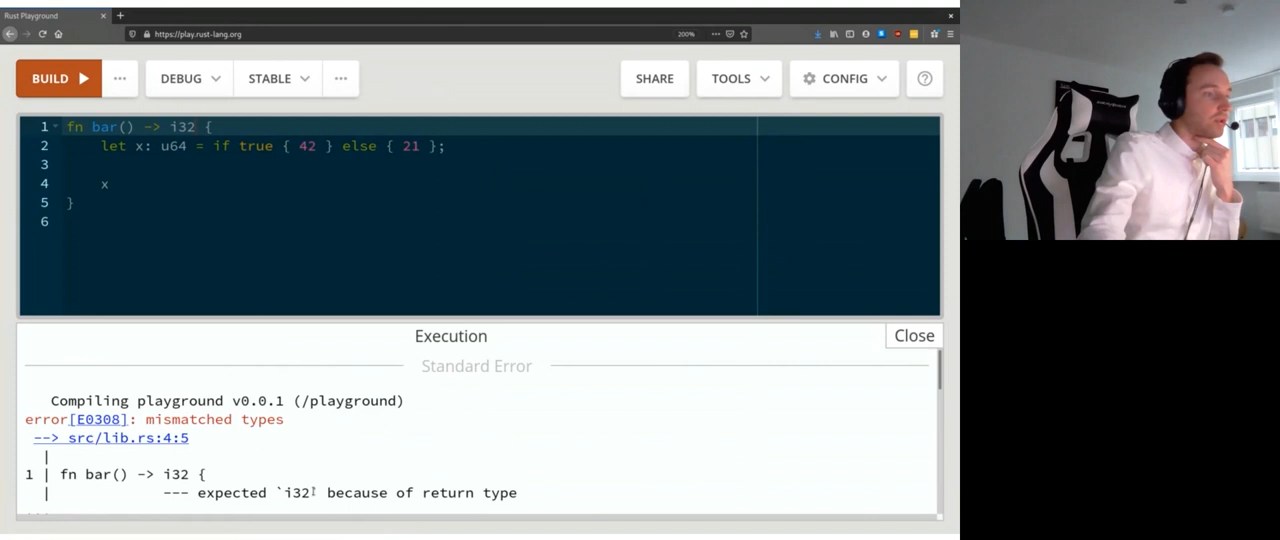 Rust Playground
https://play.rust-lang.org
200%
BUILD
DEBUG
STABLE
SHARE
TOOLS
CONFIG
1 fn bar() -> i32 {
2 let x: u64 = if true { 42 } else { 21 };
3
4 x
5 }
6
Execution
Close
Standard Error
Compiling playground v0.0.1 (/playground)
error[E0308]: mismatched types
--> src/lib.rs:4:5
|
1 | fn bar() -> i32 {
| --- expected `i32` because of return type
...